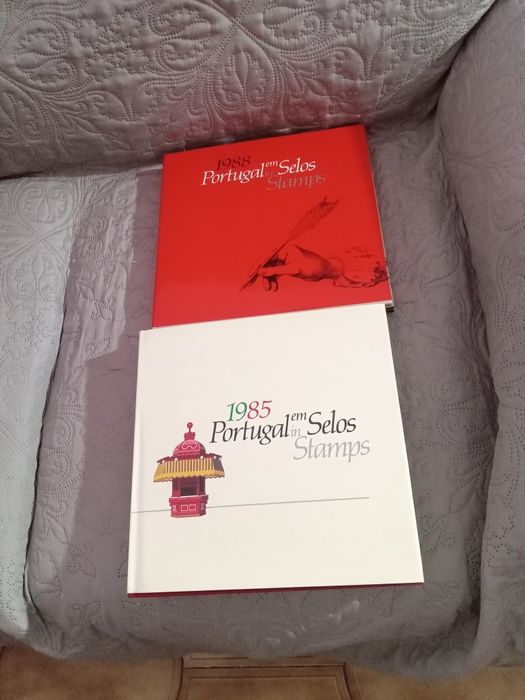 1988
Portugal em Selos
in Stamps
1985
Portugal em Selos
in Stamps